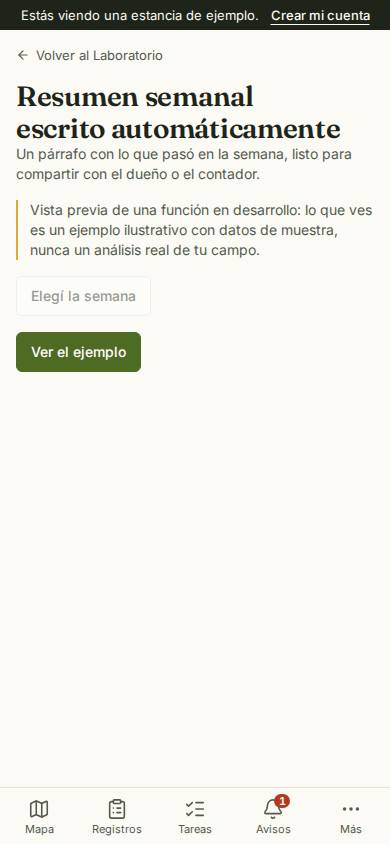 Estás viendo una estancia de ejemplo. Crear mi cuenta
Volver al Laboratorio
Resumen semanal
escrito automáticamente
Un párrafo con lo que pasó en la semana, listo para
compartir con el dueño o el contador.
Vista previa de una función en desarrollo: lo que ves
es un ejemplo ilustrativo con datos de muestra,
nunca un análisis real de tu campo.
Elegí la semana
Ver el ejemplo
1
Mapa Registros Tareas Avisos Más